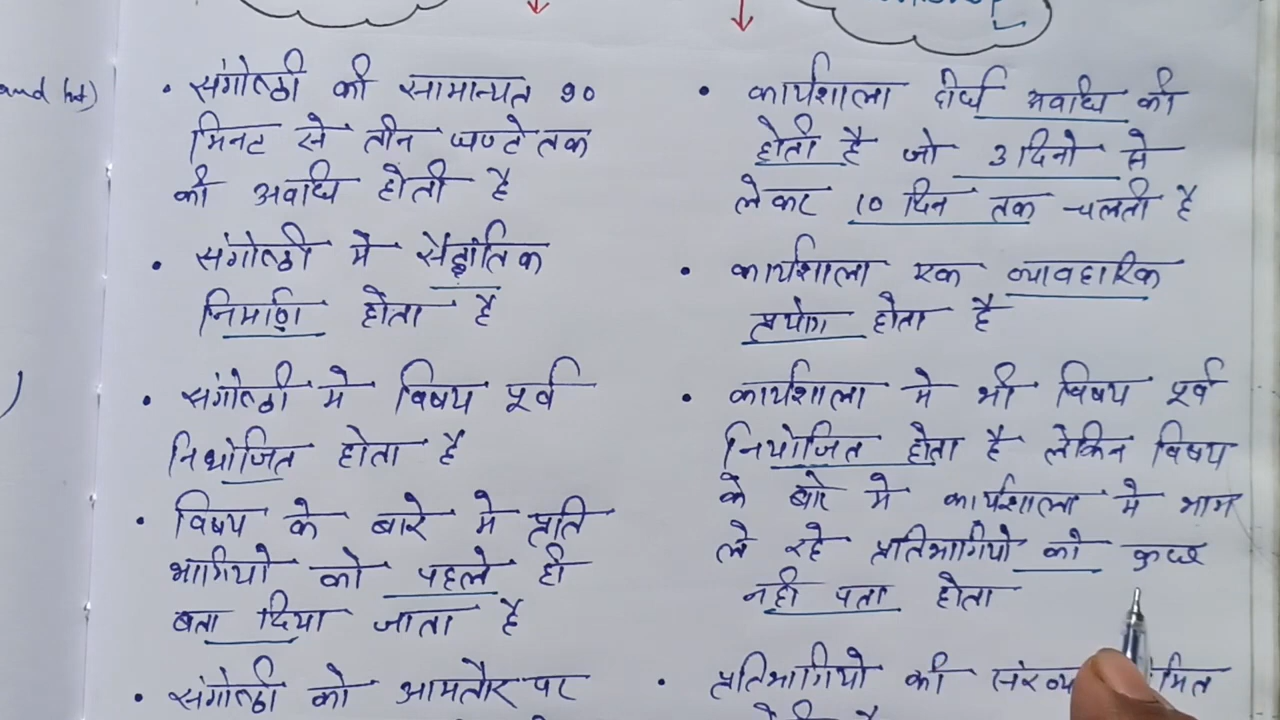 and
संगोष्ठी की सामान्यत 90
मिनट से तीन घण्टे तक
की अवधि होती है
• संगोष्ठी मे सैद्धांतिक
निर्माण होता है
• संगोष्ठी मे विषय पूर्व
नियोजित होता है
• विषय के बारे मे प्रति
भागियो को पहले ही
बता दिया जाता है
• संगोष्ठी को आमतौर पर
• कार्यशाला दीर्घ अवधि की
होती है जो 3 दिनो से
लेकर 10 दिन तक चलती है
• कार्यशाला एक व्यावहारिक
प्रयोग होता है
• कार्यशाला मे भी विषय पूर्व
नियोजित होता है लेकिन विषय
के बारे मे कार्यशाला मे भाग
ले रहे प्रतिभागियो को कुछ
नही पता होता
• प्रतिभागियो की